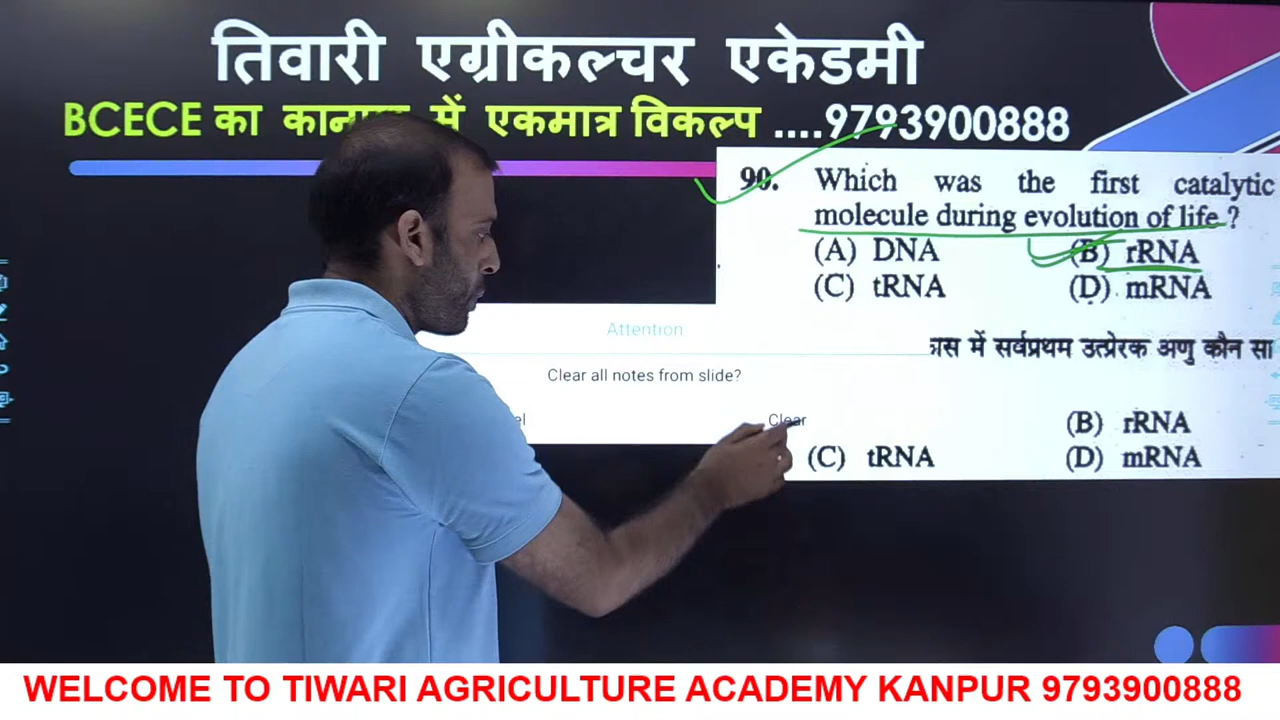 तिवारी एग्रीकल्चर एकेडमी
BCECE का में एकमात्र विकल्प ....9793900888
90. Which was the first catalytic
molecule during evolution of life ?
(A) DNA (B) rRNA
(C) tRNA (D) mRNA
Attention
में सर्वप्रथम उत्प्रेरक अणु कौन सा
Clear all notes from slide?
Clear
(B) rRNA
(C) tRNA (D) mRNA
WELCOME TO TIWARI AGRICULTURE ACADEMY KANPUR 9793900888